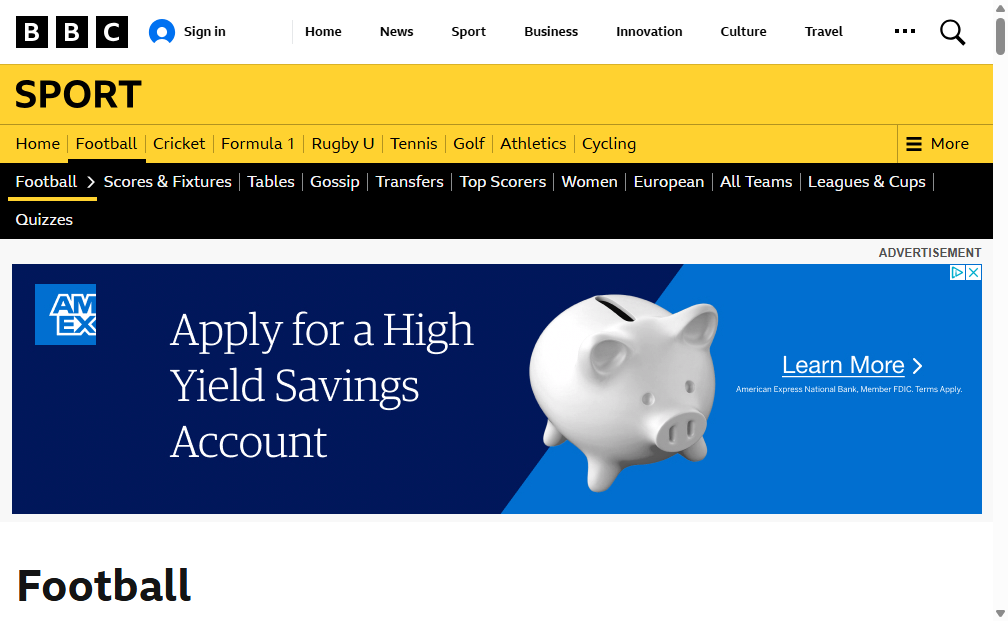 BBC Sign in Home News Sport Business Innovation Culture Travel
SPORT
Home Football Cricket Formula 1 Rugby U Tennis Golf Athletics Cycling More
Football Scores & Fixtures Tables Gossip Transfers Top Scorers Women European All Teams Leagues & Cups
Quizzes
ADVERTISEMENT
AM
EX
Apply for a High
Yield Savings
Account
Learn More
American Express National Bank, Member FDIC. Terms Apply.
Football